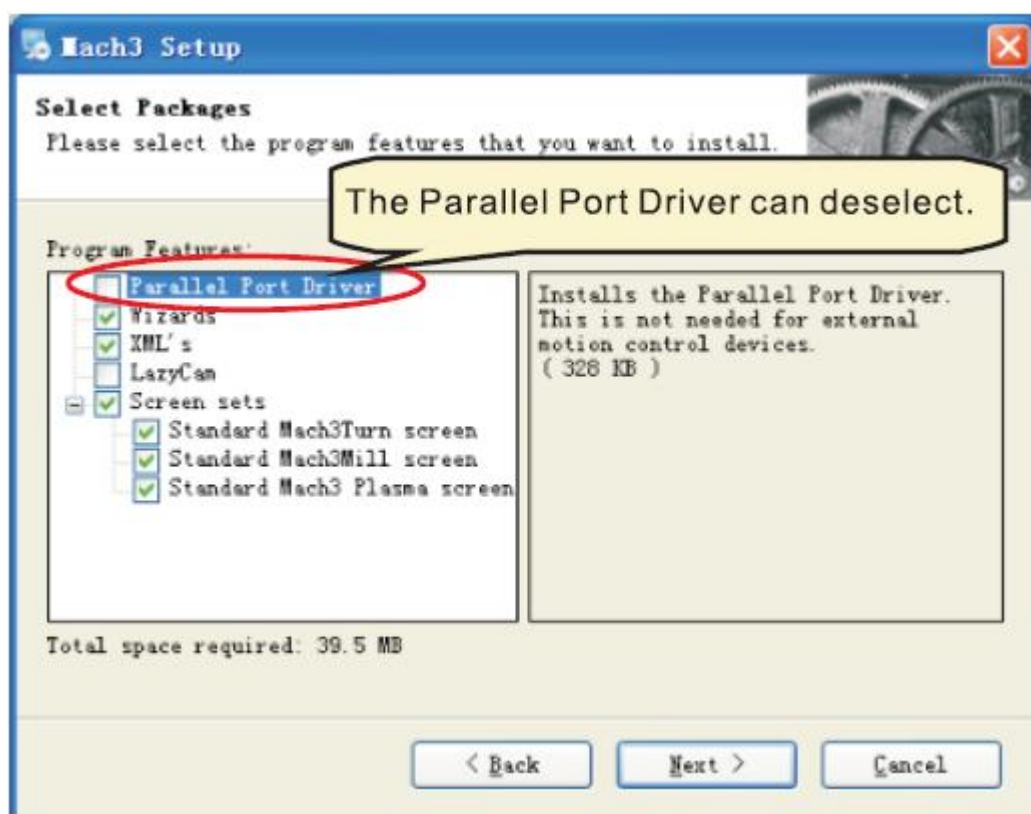 Mach3 Setup
Select Packages
Please select the program features that you want to install.
The Parallel Port Driver can deselect.
Program Features:
Parallel Port Driver
Wizards
XML's
LazyCam
Screen sets
Standard Mach3Turn screen
Standard Mach3Mill screen
Standard Mach3 Plasma screen
Installs the Parallel Port Driver.
This is not needed for external
motion control devices.
( 328 KB )
Total space required: 39.5 MB
< Back
Next >
Cancel